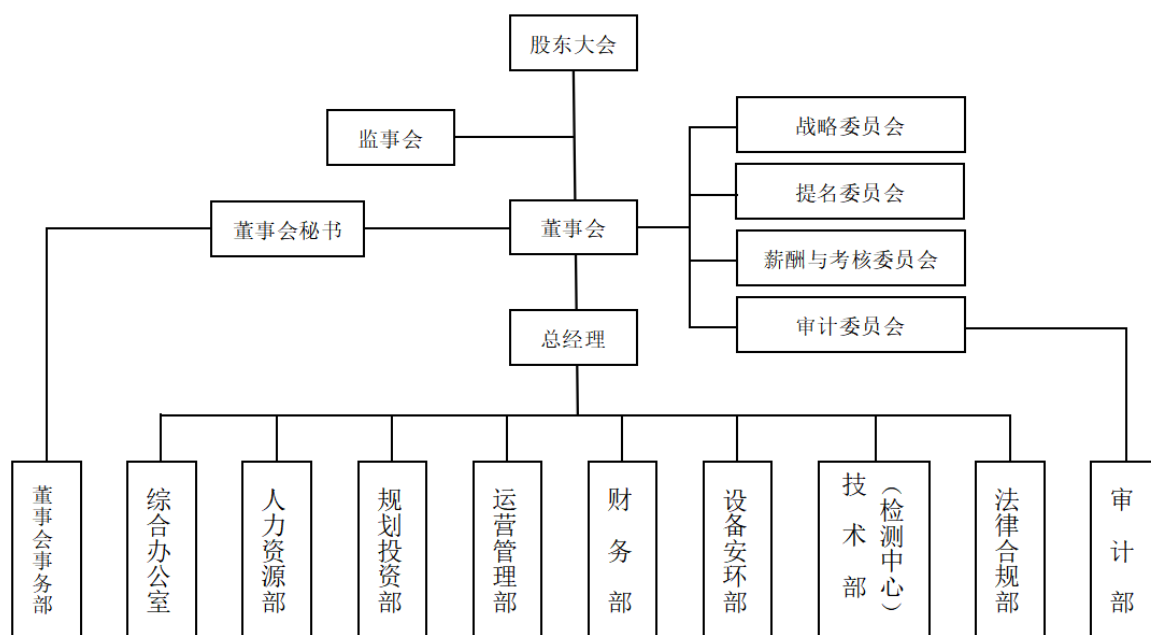 股东大会
监事会
战略委员会
提名委员会
董事会秘书
董事会
薪酬与考核委员会
总经理
审计委员会
董事会事务部
综合办公室
人力资源部
规划投资部
运营管理部
财务部
设备安环部
技术部
（检测中心）
法律合规部
审计部